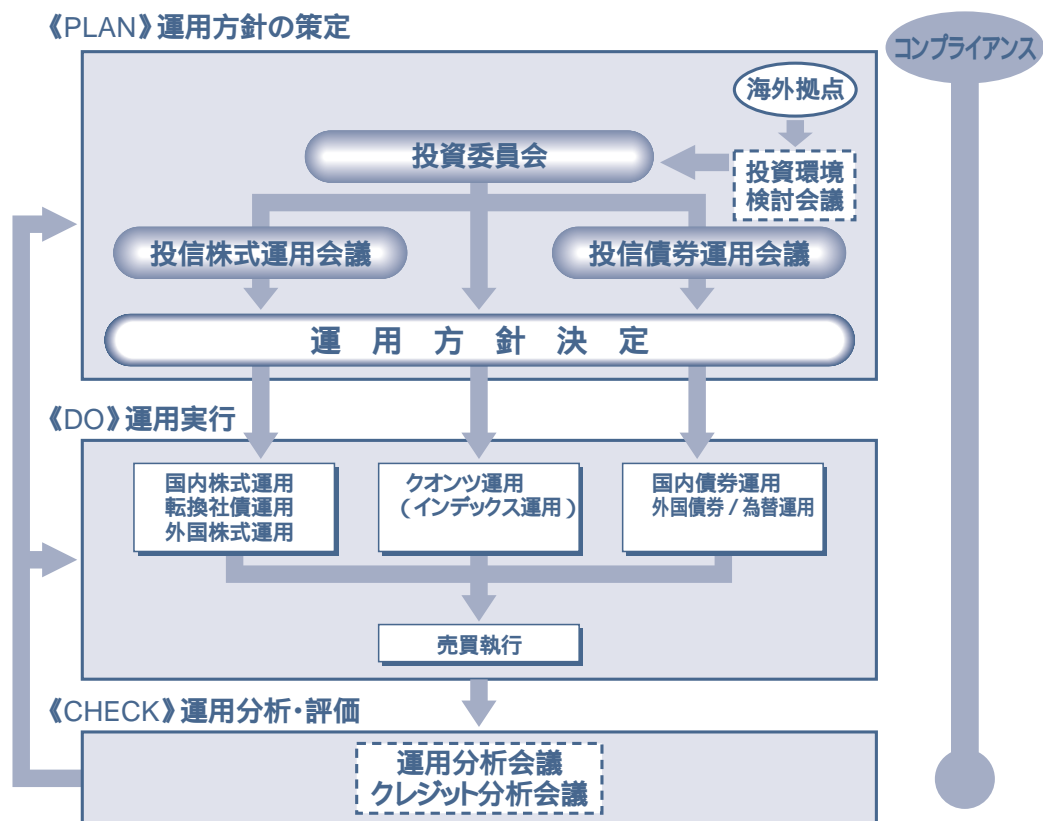 《PLAN》運用方針の策定
コンプライアンス
海外拠点
投資委員会
投資環境
検討会議
投信株式運用会議
投信債券運用会議
運用方針決定
《DO》運用実行
国内株式運用
転換社債運用
外国株式運用
クオンツ運用
(インデックス運用)
国内債券運用
外国債券/為替運用
売買執行
《CHECK》運用分析・評価
運用分析会議
クレジット分析会議